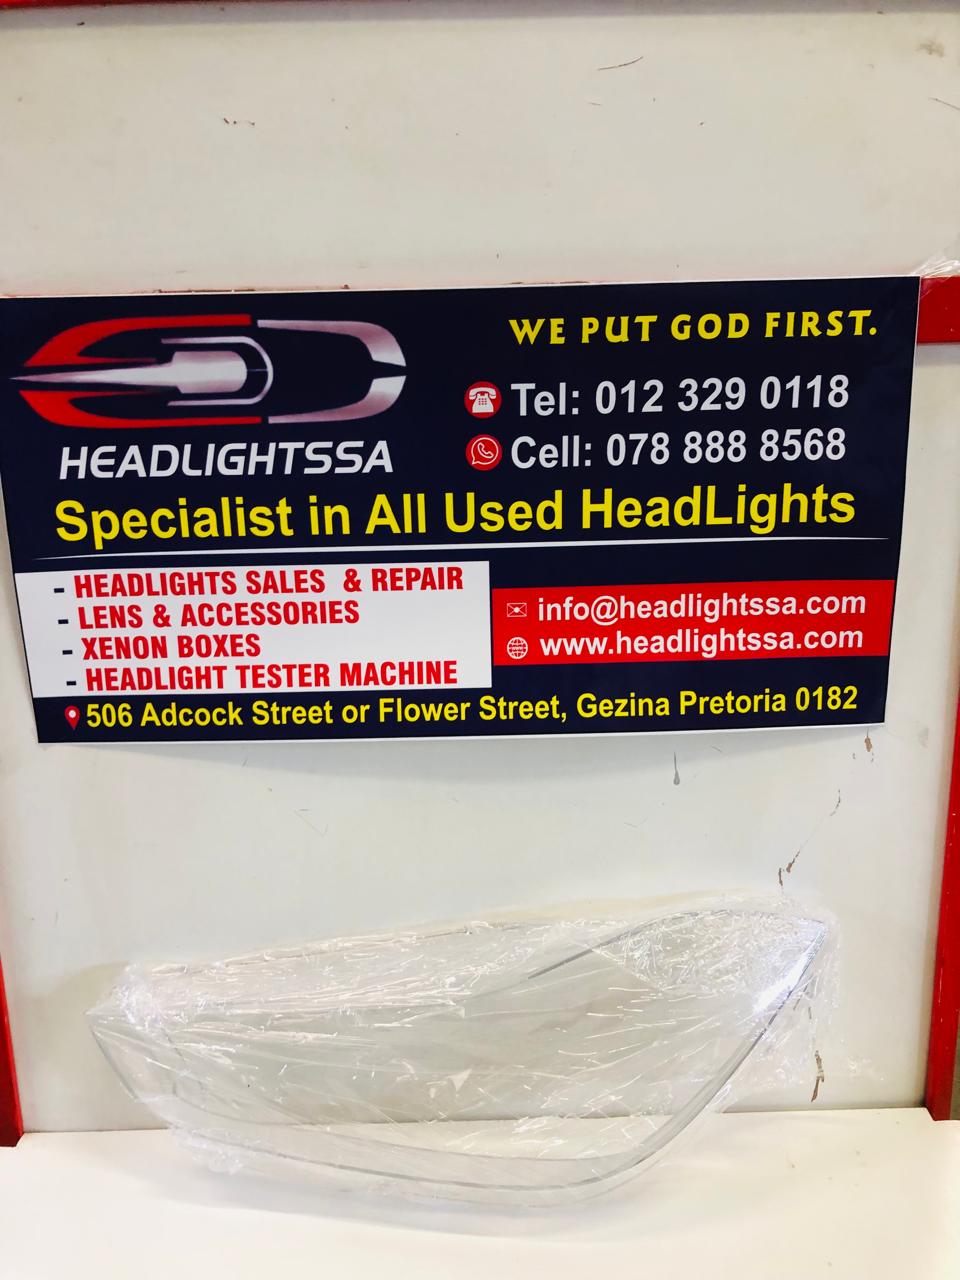 WE PUT GOD FIRST.
Tel: 012 329 0118
Cell: 078 888 8568
HEADLIGHTSSA
Specialist in All Used HeadLights
- HEADLIGHTS SALES & REPAIR
- LENS & ACCESSORIES
- XENON BOXES
- HEADLIGHT TESTER MACHINE
info@headlightssa.com
www.headlightssa.com
506 Adcock Street or Flower Street, Gezina Pretoria 0182